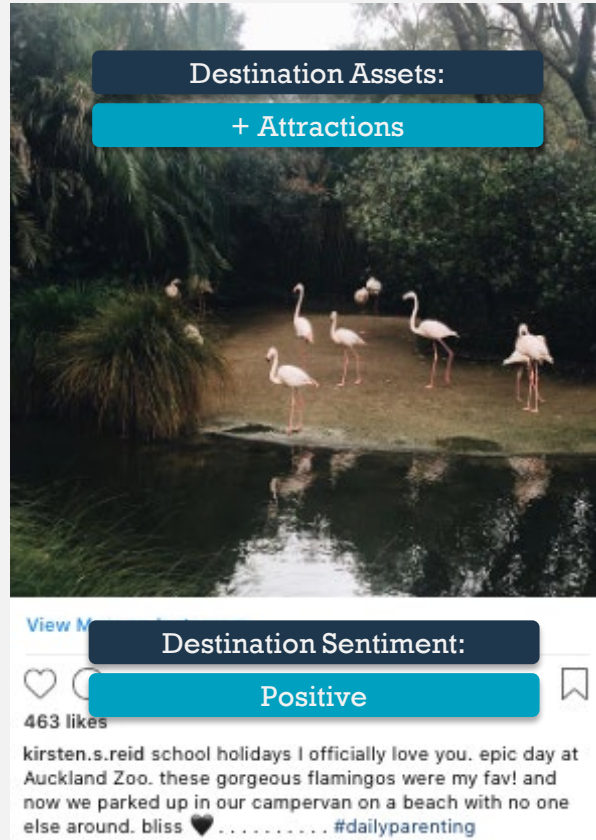 Destination Assets:
+ Attractions
View M
Destination Sentiment:
Positive
463 likes
kirsten.s.reid school holidays I officially love you. epic day at
Auckland Zoo. these gorgeous flamingos were my fav! and
now we parked up in our campervan on a beach with no one
else around. bliss 🖤 . . . . . . . . . . #dailyparenting